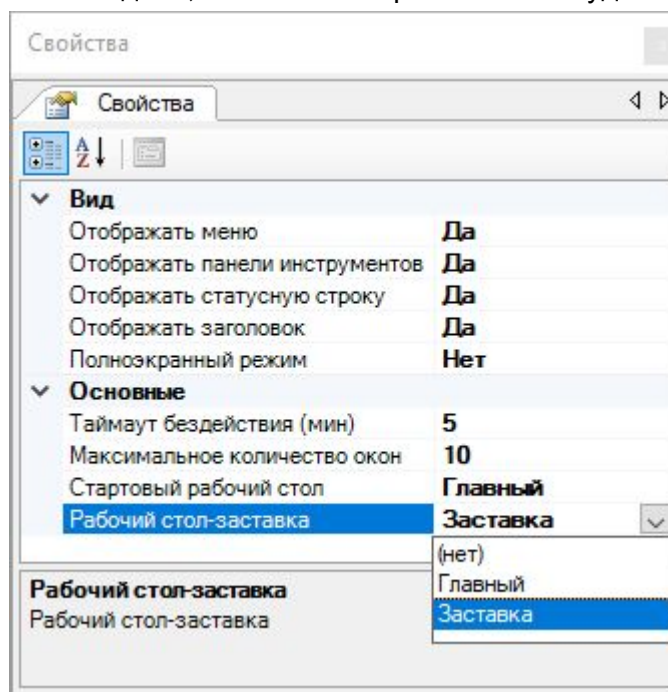 Свойства
Свойства
Вид
Отображать меню Да
Отображать панели инструментов Да
Отображать статусную строку Да
Отображать заголовок Да
Полноэкранный режим Нет
Основные
Таймаут бездействия (мин) 5
Максимальное количество окон 10
Стартовый рабочий стол Главный
Рабочий стол-заставка Заставка
(нет)
Главный
Заставка
Рабочий стол-заставка
Рабочий стол-заставка